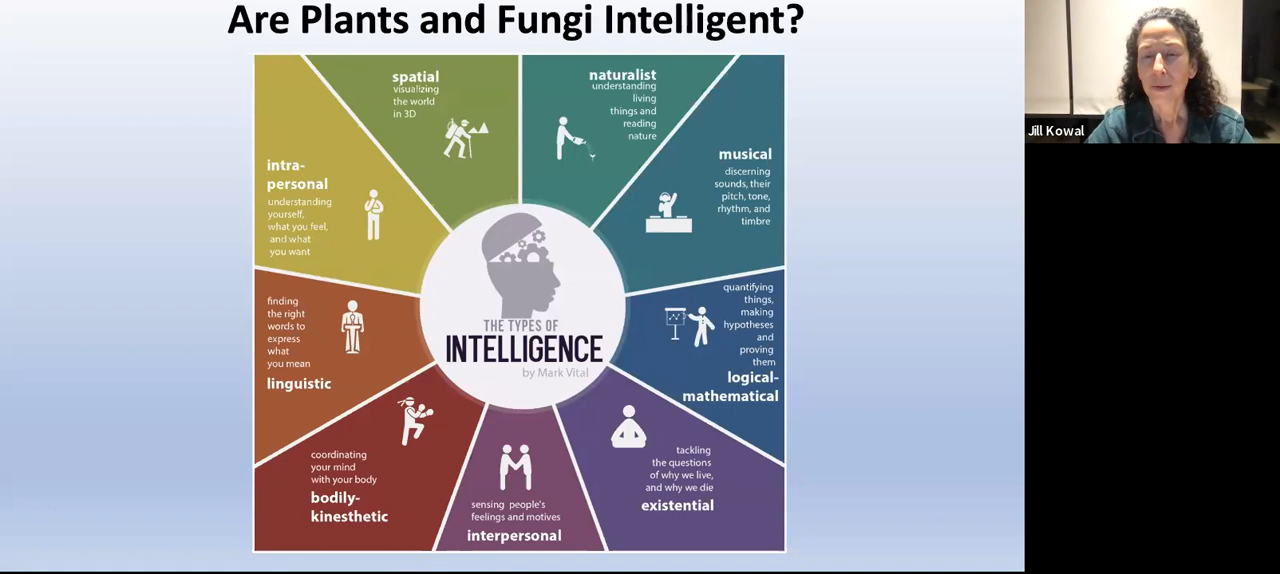 Are Plants and Fungi Intelligent?
spatial
visualizing
the world
in 3D
naturalist
understanding
living
things and
reading
nature
musical
discerning
sounds, their
pitch, tone,
rhythm, and
timbre
intra-
personal
understanding
yourself,
what you feel,
and what
you want
quantifying
things,
making
hypotheses
and
proving
them
logical-
mathematical
finding
the right
words to
express
what
you mean
linguistic
THE TYPES OF
INTELLIGENCE
by Mark Vital
coordinating
your mind
with your body
bodily-
kinesthetic
sensing people's
feelings and motives
interpersonal
tackling
the questions
of why we live,
and why we die
existential
Jill Kowal